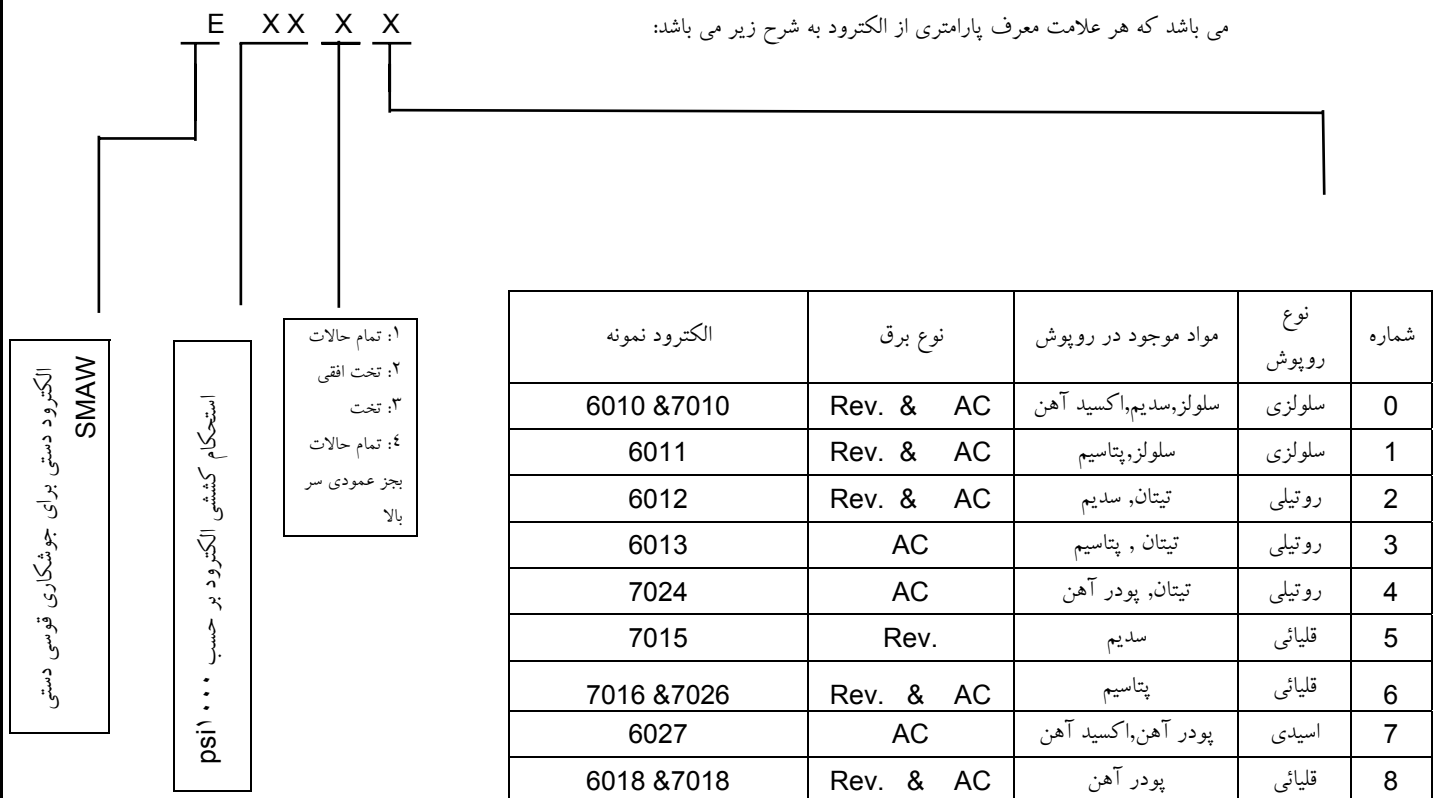 می باشد که هر علامت معرف پارامتری از الکترود به شرح زیر می باشد:
E XX X X
الکترود دستی برای جوشکاری قوسی دستی
SMAW
استحکام کششی الکترود بر حسب psi۱۰۰۰
۱: تمام حالات
۲: تخت افقی
۳: تخت
٤: تمام حالات
بجز عمودی سر
بالا
شماره نوع روپوش مواد موجود در روپوش نوع برق الکترود نمونه
0 سلولزی سلولز,سدیم,اکسید آهن Rev. & AC 6010 &7010
1 سلولزی سلولز,پتاسیم Rev. & AC 6011
2 روتیلی تیتان, سدیم Rev. & AC 6012
3 روتیلی تیتان , پتاسیم AC 6013
4 روتیلی تیتان, پودر آهن AC 7024
5 قلیائی سدیم Rev. 7015
6 قلیائی پتاسیم Rev. & AC 7016 &7026
7 اسیدی پودر آهن,اکسید آهن AC 6027
8 قلیائی پودر آهن Rev. & AC 6018 &7018